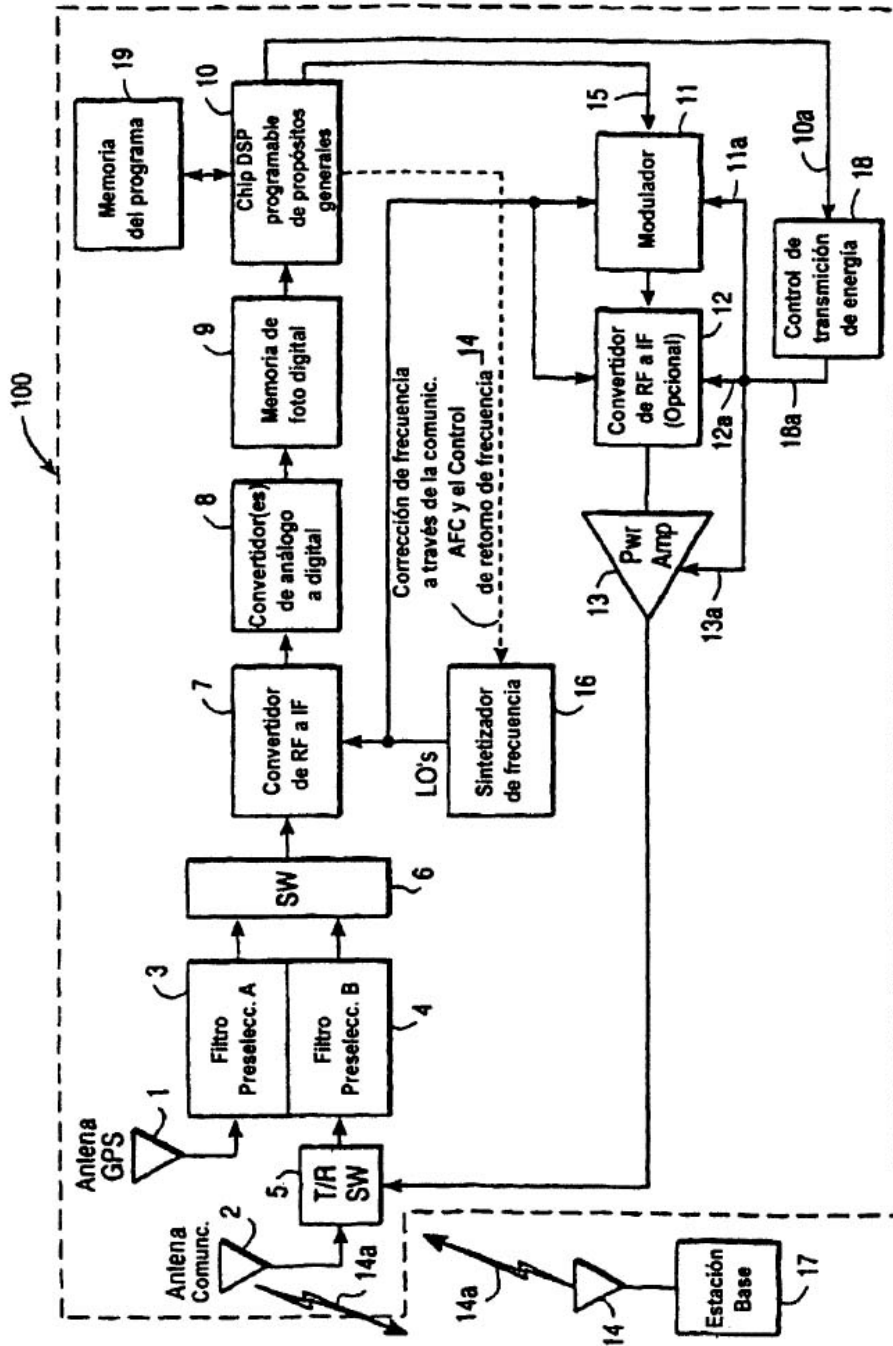 100
Antena
GPS
1
Antena
Comunc.
2
14a
3
Filtro
Preselecc. A
Filtro
Preselecc. B
4
5
T/R
SW
SW
6
7
Convertidor
de RF a IF
8
Convertidor(es)
de análogo
a digital
9
Memoria de
foto digital
10
Chip DSP
programable
de propósitos
generales
19
Memoria
del programa
LO's
Sintetizador
de frecuencia
16
Corrección de frecuencia
a través de la comunic.
AFC y el Control
de retorno de frecuencia
14
15
11
Modulador
11a
10a
12
Convertidor
de RF a IF
(Opcional)
12a
18
Control de
transmición
de energía
18a
Pwr
Amp
13
13a
14a
14
Estación
Base
17